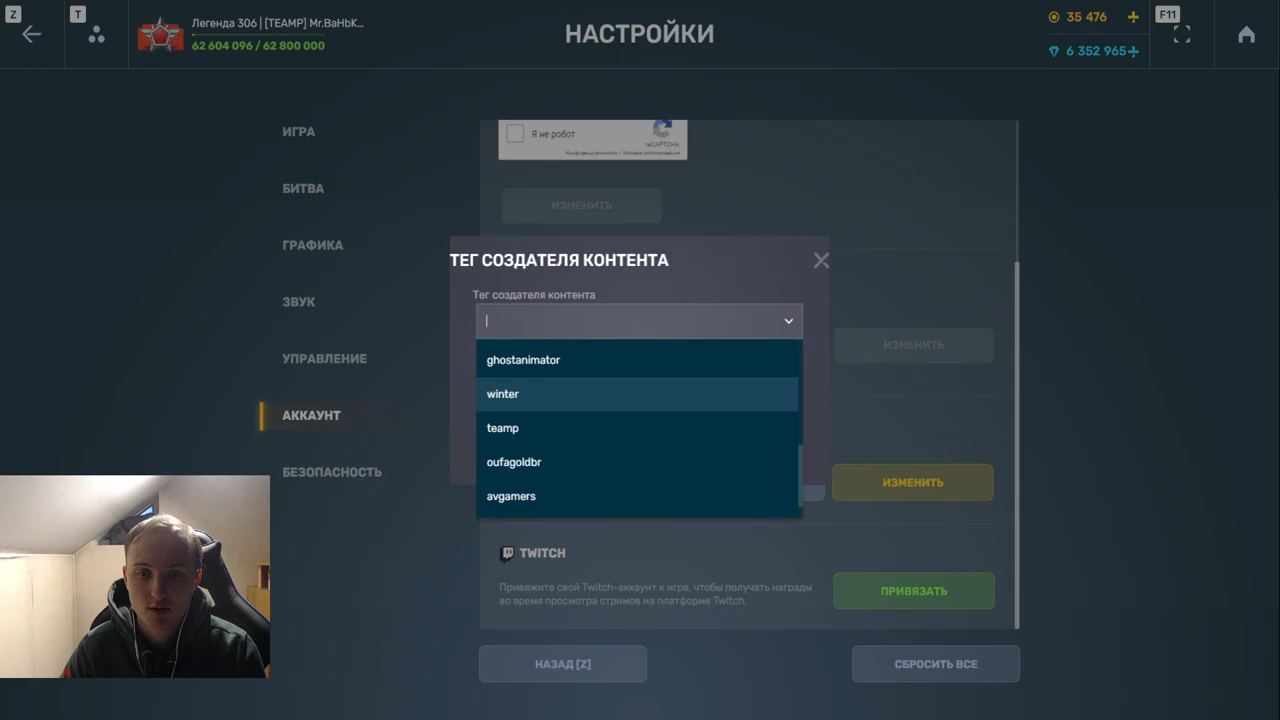 Z
T
Легенда 306 | [TEAMP] Mr.BaHbK...
62 604 096 / 62 800 000
НАСТРОЙКИ
35 476
6 352 965
F11
ИГРА
БИТВА
ГРАФИКА
ЗВУК
УПРАВЛЕНИЕ
АККАУНТ
БЕЗОПАСНОСТЬ
Я не робот
reCAPTCHA
Конфиденциальность - Условия использования
ИЗМЕНИТЬ
ТЕГ СОЗДАТЕЛЯ КОНТЕНТА
Тег создателя контента
ghostanimator
winter
teamp
oufagoldbr
avgamers
ИЗМЕНИТЬ
ИЗМЕНИТЬ
TWITCH
Привяжите свой Twitch-аккаунт к игре, чтобы получать награды
во время просмотра стримов на платформе Twitch.
ПРИВЯЗАТЬ
НАЗАД [Z]
СБРОСИТЬ ВСЕ